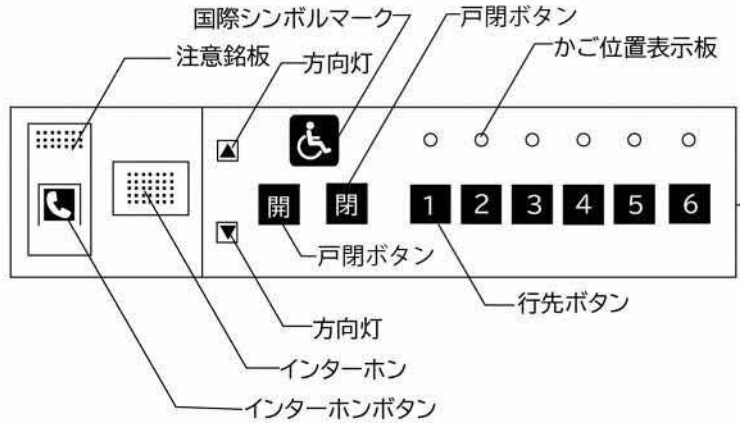 国際シンボルマーク
戸閉ボタン
注意銘板
方向灯
かご位置表示板
開
閉
1
2
3
4
5
6
戸閉ボタン
行先ボタン
方向灯
インターホン
インターホンボタン